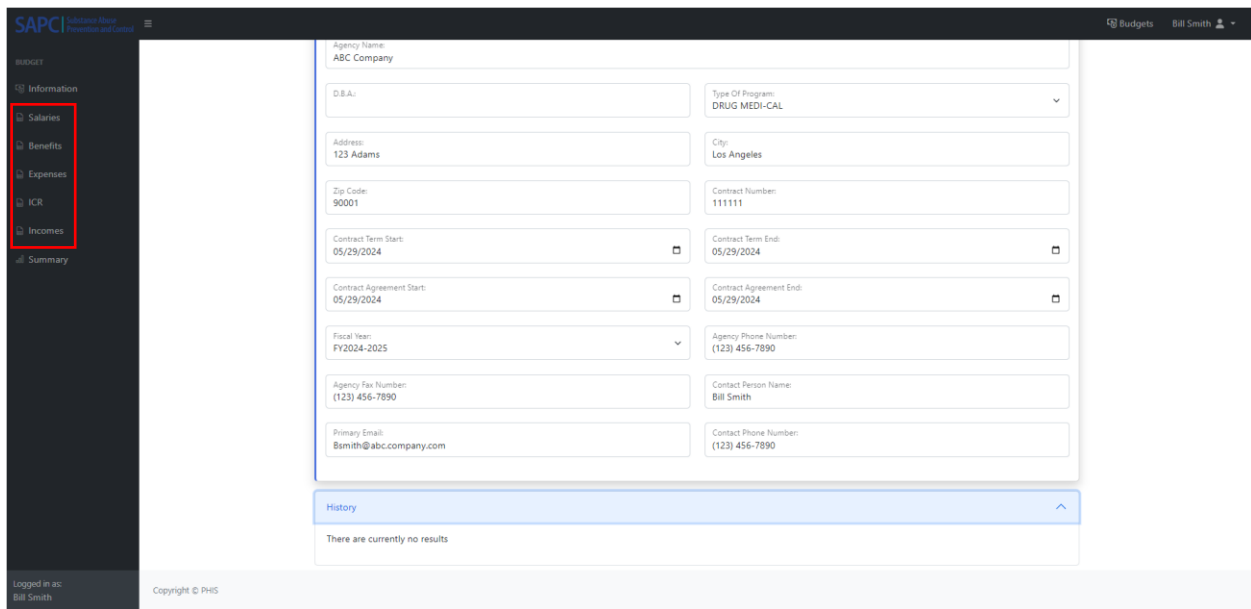 SAPC Substance Abuse
Prevention and Control
Budgets Bill Smith
BUDGET
Information
Salaries
Benefits
Expenses
ICR
Incomes
Summary
Logged in as:
Bill Smith
Agency Name:
ABC Company
D.B.A.:
Type Of Program:
DRUG MEDI-CAL
Address:
123 Adams
City:
Los Angeles
Zip Code:
90001
Contract Number:
111111
Contract Term Start:
05/29/2024
Contract Term End:
05/29/2024
Contract Agreement Start:
05/29/2024
Contract Agreement End:
05/29/2024
Fiscal Year:
FY2024-2025
Agency Phone Number:
(123) 456-7890
Agency Fax Number:
(123) 456-7890
Contact Person Name:
Bill Smith
Primary Email:
Bsmith@abc.company.com
Contact Phone Number:
(123) 456-7890
History
There are currently no results
Copyright © PHIS